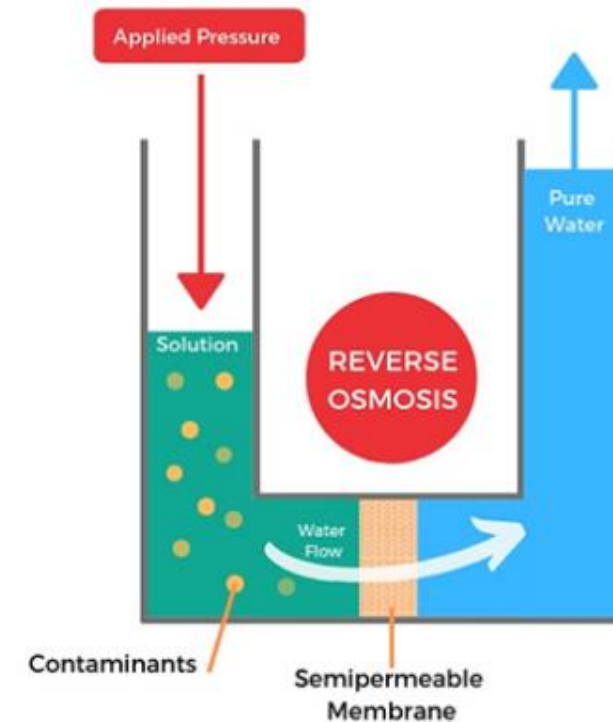 Applied Pressure
Pure
Water
Solution
REVERSE
OSMOSIS
Water
Flow
Contaminants
Semipermeable
Membrane